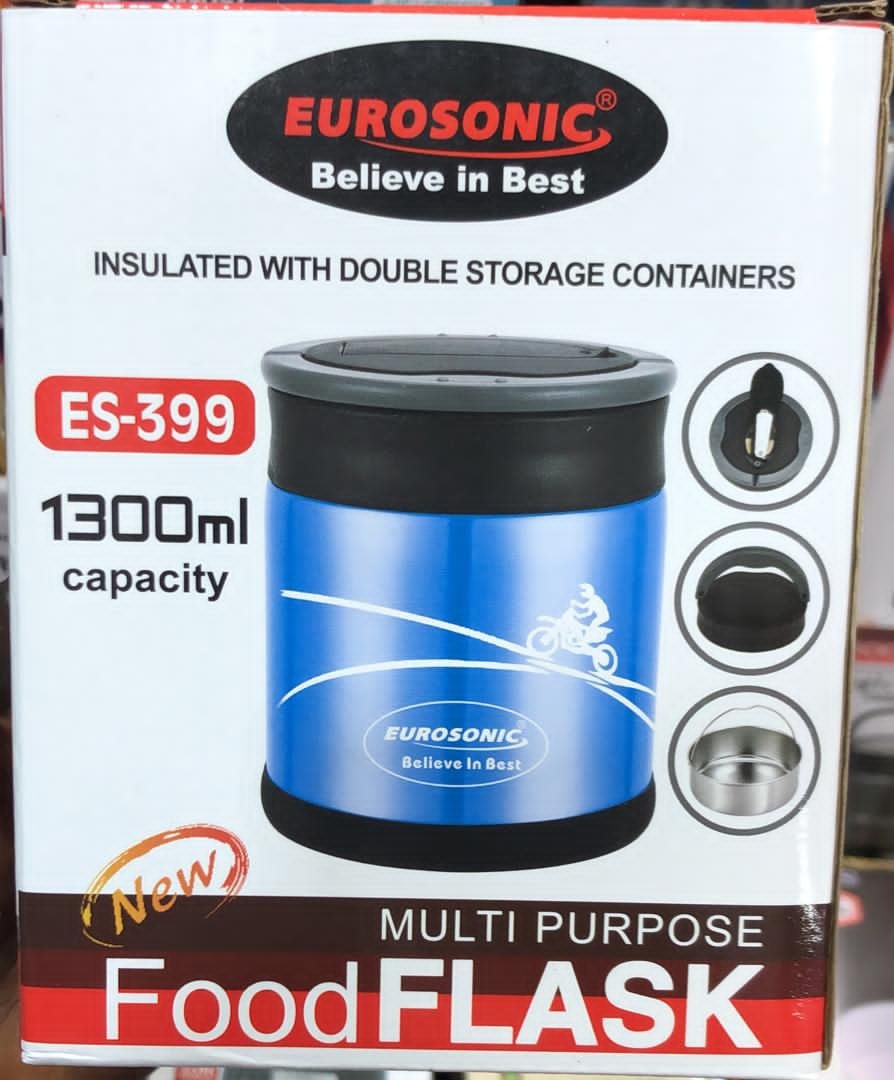 EUROSONIC®
Believe in Best
INSULATED WITH DOUBLE STORAGE CONTAINERS
ES-399
1300ml
capacity
EUROSONIC®
Believe In Best
New
MULTI PURPOSE
Food FLASK